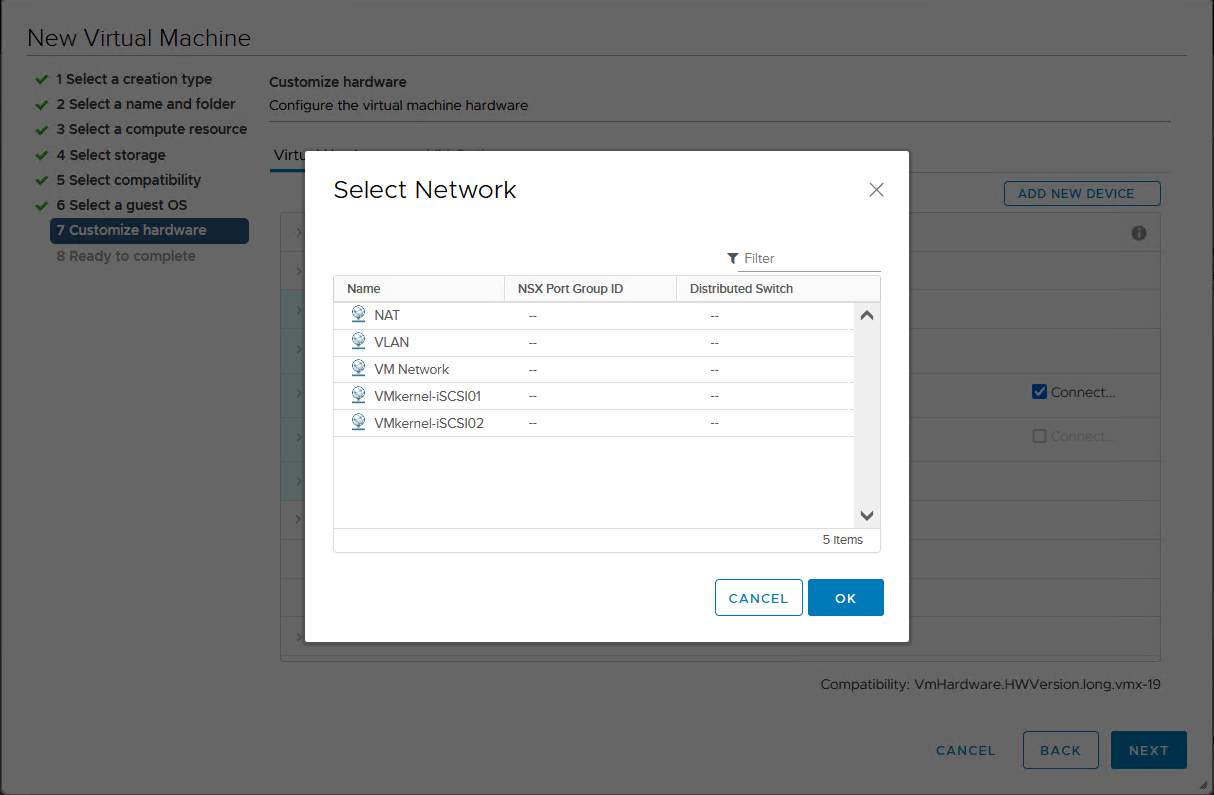 New Virtual Machine
1 Select a creation type
2 Select a name and folder
3 Select a compute resource
4 Select storage
5 Select compatibility
6 Select a guest OS
7 Customize hardware
8 Ready to complete
Customize hardware
Configure the virtual machine hardware
ADD NEW DEVICE
Select Network
Filter
Name NSX Port Group ID Distributed Switch
NAT -- --
VLAN -- --
VM Network -- --
VMkernel-iSCSI01 -- --
VMkernel-iSCSI02 -- --
5 items
CANCEL OK
Connect...
Connect...
Compatibility: VmHardware.HWVersion.long.vmx-19
CANCEL BACK NEXT